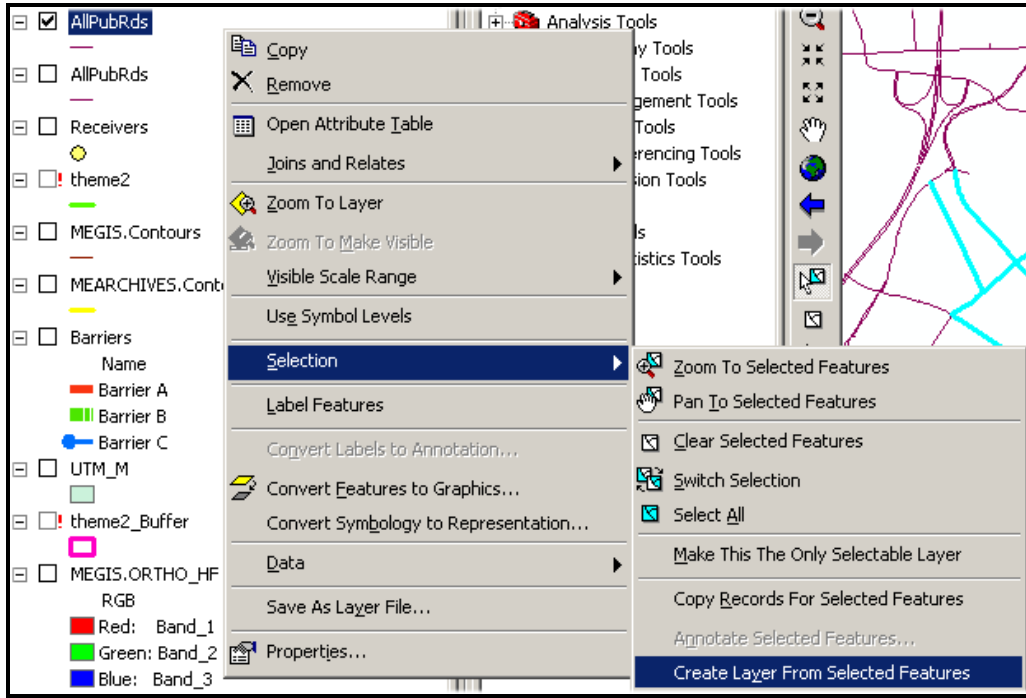 AllPubRds
AllPubRds
Receivers
theme2
MEGIS.Contours
MEARCHIVES.Cont
Barriers
Name
Barrier A
Barrier B
Barrier C
UTM_M
theme2_Buffer
MEGIS.ORTHO_HF
RGB
Red: Band_1
Green: Band_2
Blue: Band_3
Copy
Remove
Open Attribute Table
Joins and Relates
Zoom To Layer
Zoom To Make Visible
Visible Scale Range
Use Symbol Levels
Selection
Label Features
Convert Labels to Annotation...
Convert Features to Graphics...
Convert Symbology to Representation...
Data
Save As Layer File...
Properties...
Analysis Tools
y Tools
Tools
gement Tools
Tools
rencing Tools
sion Tools
ls
tistics Tools
Zoom To Selected Features
Pan To Selected Features
Clear Selected Features
Switch Selection
Select All
Make This The Only Selectable Layer
Copy Records For Selected Features
Annotate Selected Features...
Create Layer From Selected Features